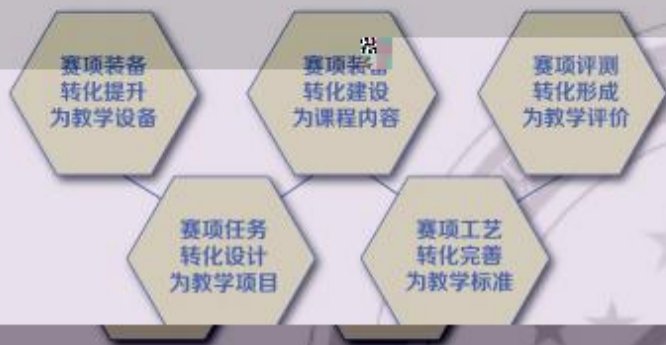 赛项装备
转化提升
为教学设备
赛项装
转化建设
为课程内容
赛项评测
转化形成
为教学评价
赛项任务
转化设计
为教学项目
赛项工艺
转化完善
为教学标准